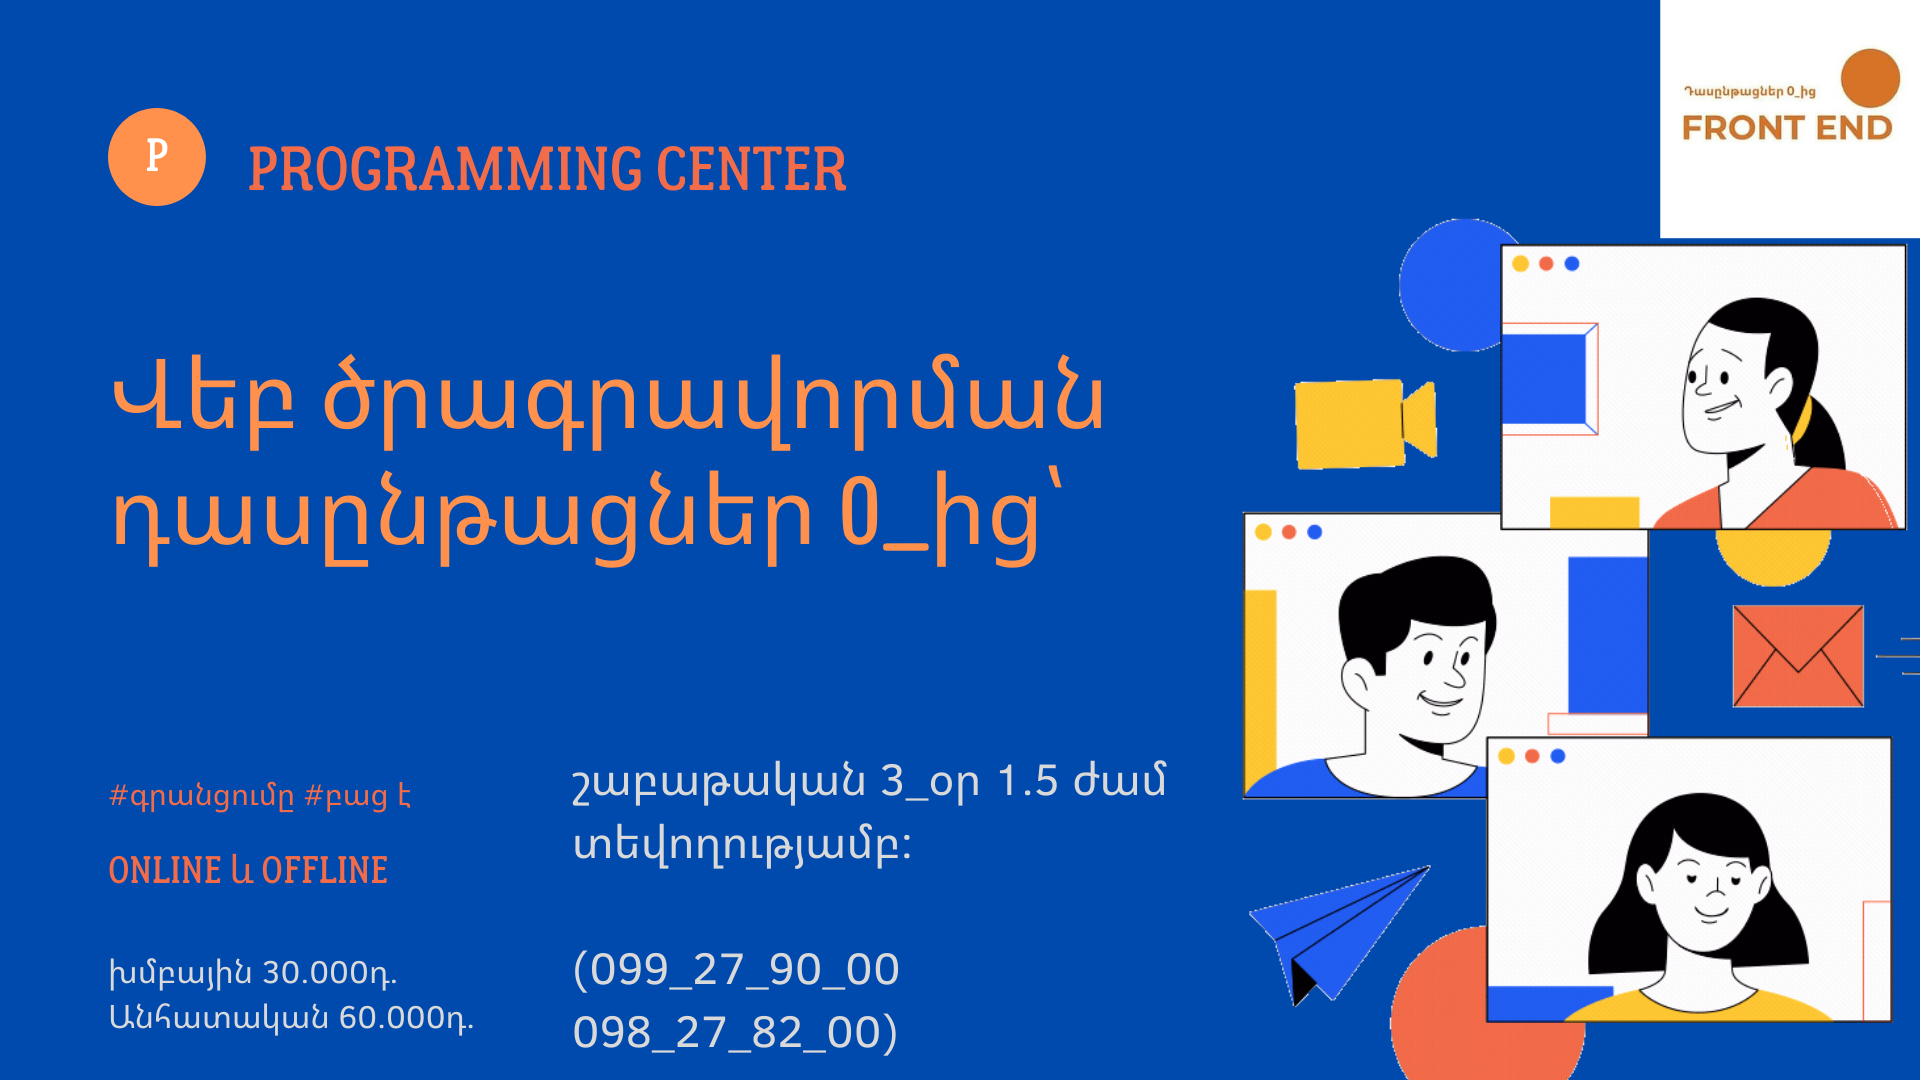 Դասընթացներ 0_ից
FRONT END
P
PROGRAMMING CENTER
Վեբ ծրագրավորման
դասընթացներ 0_ից՝
#գրանցումը #բաց է
ONLINE և OFFLINE
խմբային 30.000դ.
Անհատական 60.000դ.
շաբաթական 3_օր 1.5 ժամ
տեվողությամբ:
(099_27_90_00
098_27_82_00)